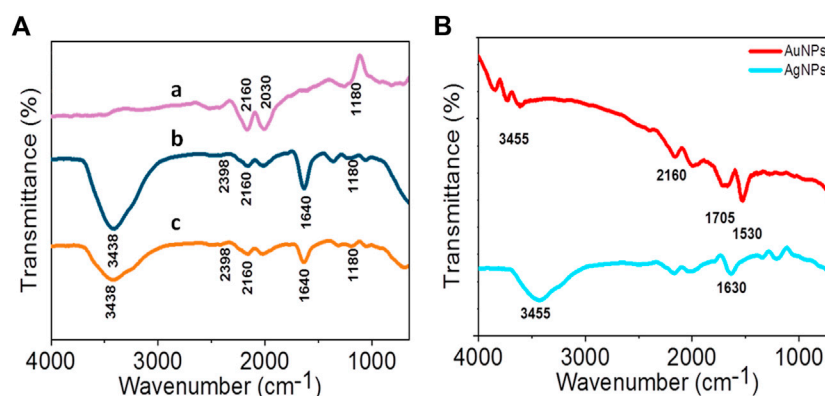 A
a
2160
2030
1180
b
2398
2160
1640
1180
3438
c
2398
2160
1640
1180
3438
Transmittance (%)
4000 3000 2000 1000
Wavenumber (cm-1)
B
AuNPs
AgNPs
3455
2160
1705
1530
3455
1630
Transmittance (%)
4000 3000 2000 1000
Wavenumber (cm-1)